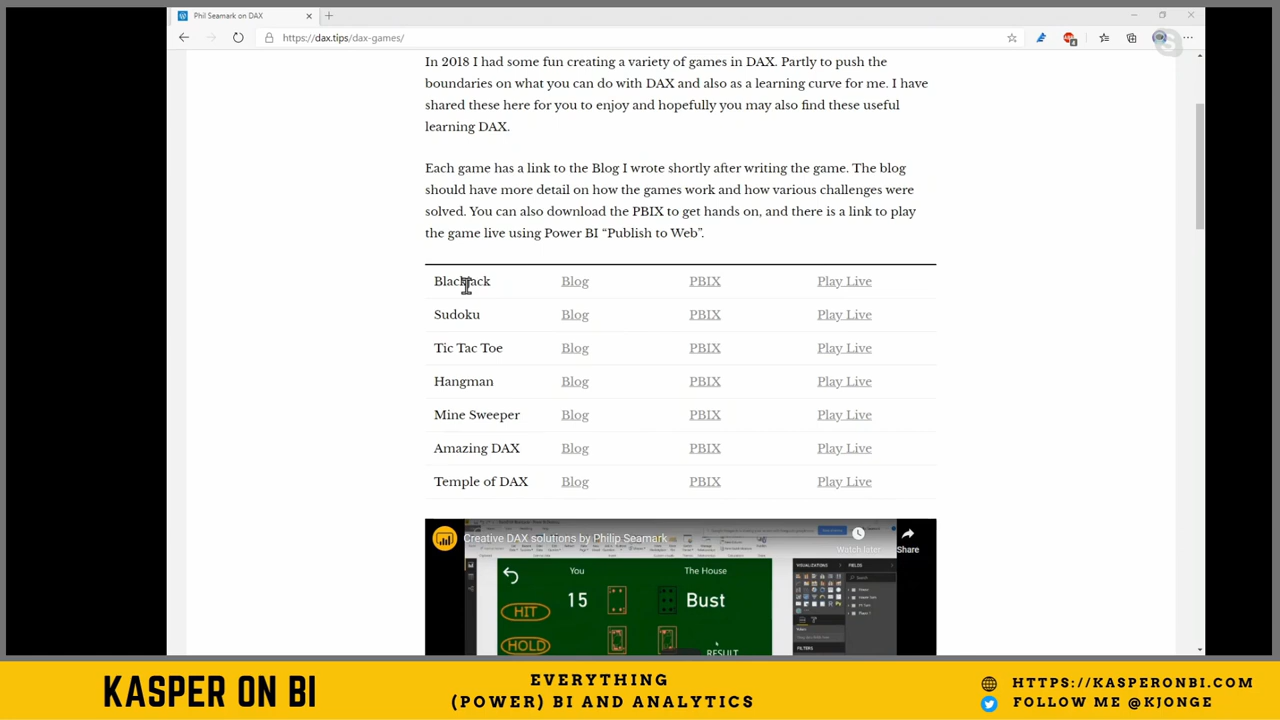 Phil Seamark on DAX
https://dax.tips/dax-games/
In 2018 I had some fun creating a variety of games in DAX. Partly to push the
boundaries on what you can do with DAX and also as a learning curve for me. I have
shared these here for you to enjoy and hopefully you may also find these useful
learning DAX.
Each game has a link to the Blog I wrote shortly after writing the game. The blog
should have more detail on how the games work and how various challenges were
solved. You can also download the PBIX to get hands on, and there is a link to play
the game live using Power BI “Publish to Web”.
Blackjack Blog PBIX Play Live
Sudoku Blog PBIX Play Live
Tic Tac Toe Blog PBIX Play Live
Hangman Blog PBIX Play Live
Mine Sweeper Blog PBIX Play Live
Amazing DAX Blog PBIX Play Live
Temple of DAX Blog PBIX Play Live
Creative DAX solutions by Philip Seamark
Watch later Share
You The House
15 Bust
HIT
HOLD
RESULT
VISUALIZATIONS FIELDS
FILTERS
KASPER ON BI
EVERYTHING
(POWER) BI AND ANALYTICS
HTTPS://KASPERONBI.COM
FOLLOW ME @KJONGE